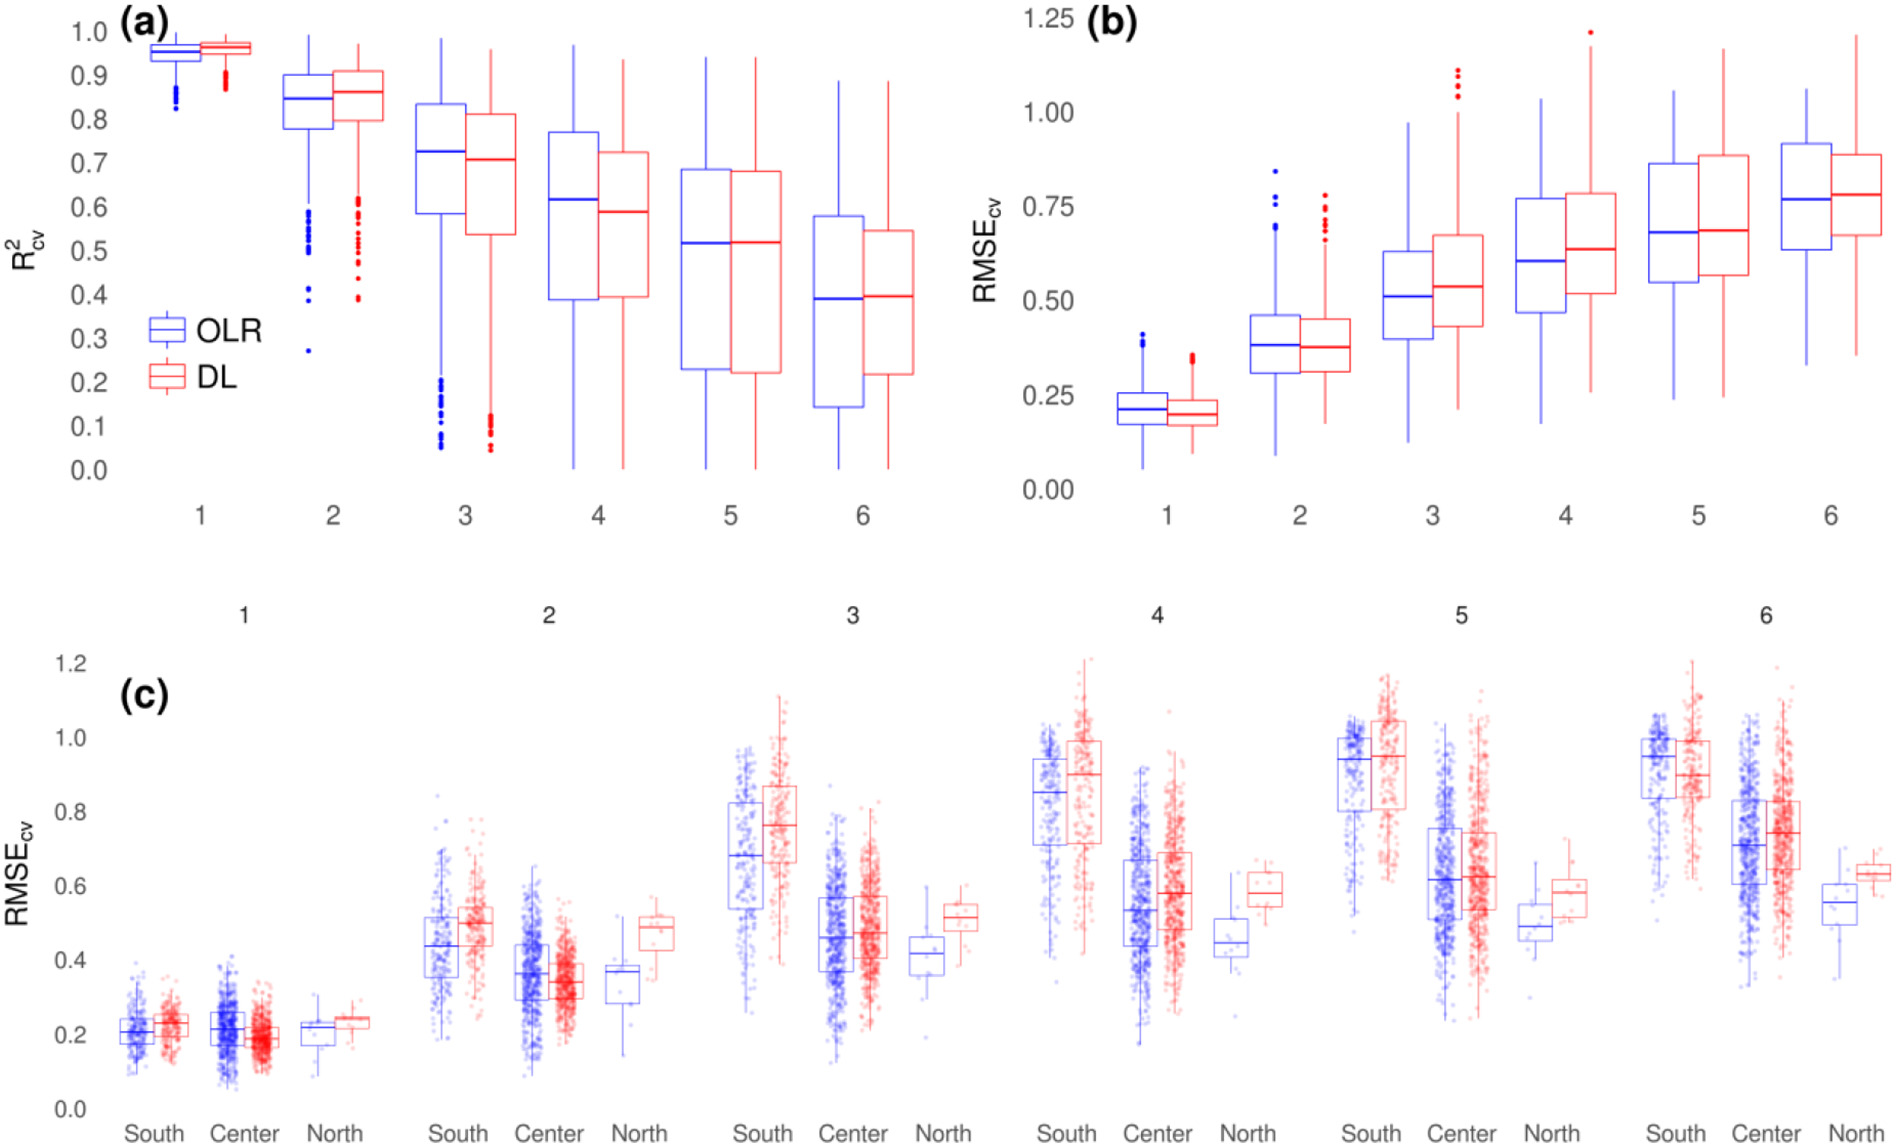 (a)
1.0
0.9
0.8
0.7
0.6
0.5
0.4
0.3
0.2
0.1
0.0
R²cv
OLR
DL
1 2 3 4 5 6
(b)
1.25
1.00
0.75
0.50
0.25
0.00
RMSEcv
1 2 3 4 5 6
1 2 3 4 5 6
(c)
1.2
1.0
0.8
0.6
0.4
0.2
0.0
RMSEcv
South Center North South Center North South Center North South Center North South Center North South Center North